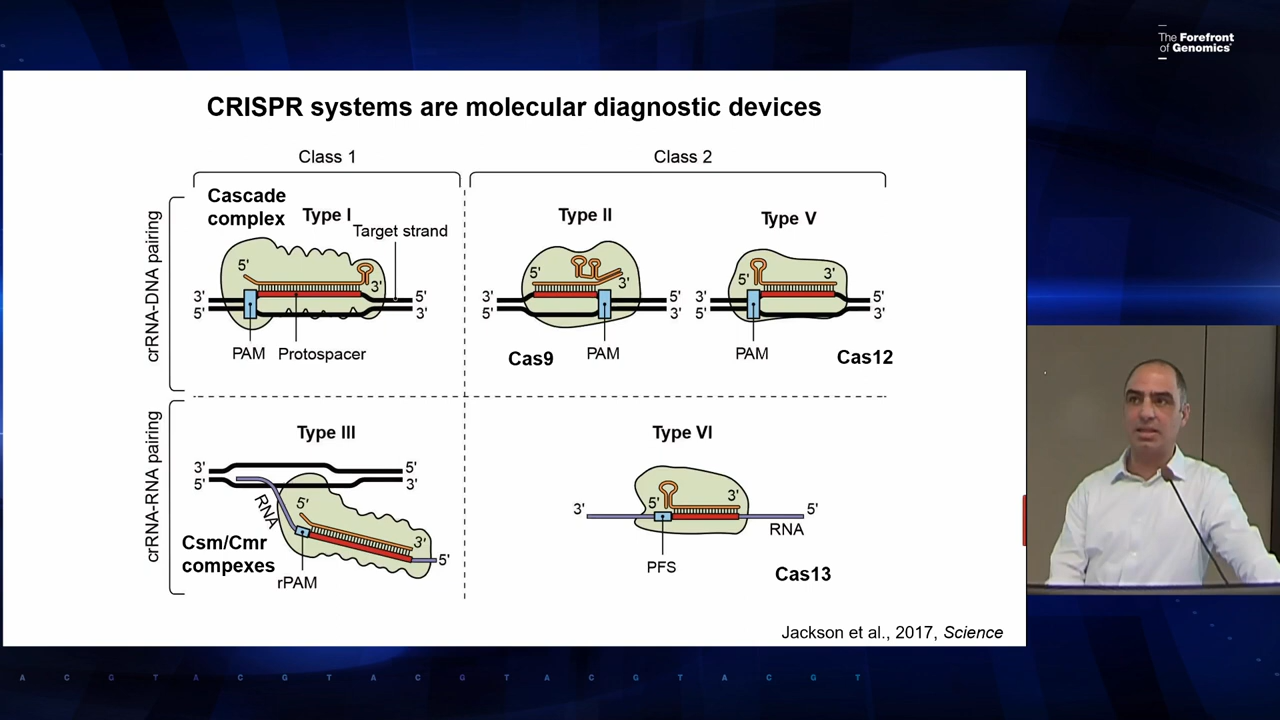 The Forefront
of Genomics®
CRISPR systems are molecular diagnostic devices
Class 1
Class 2
crRNA-DNA pairing
Cascade
complex
Type I
Target strand
5'
3'
3'
5'
5'
3'
PAM
Protospacer
Type II
5'
3'
3'
5'
5'
3'
Cas9
PAM
Type V
5'
3'
3'
5'
5'
3'
PAM
Cas12
crRNA-RNA pairing
Type III
3'
5'
5'
3'
RNA
5'
3'
5'
Csm/Cmr
compexes
rPAM
Type VI
3'
5'
3'
5'
RNA
PFS
Cas13
Jackson et al., 2017, Science
A C G T A C G T A C G T A C G T A C G T